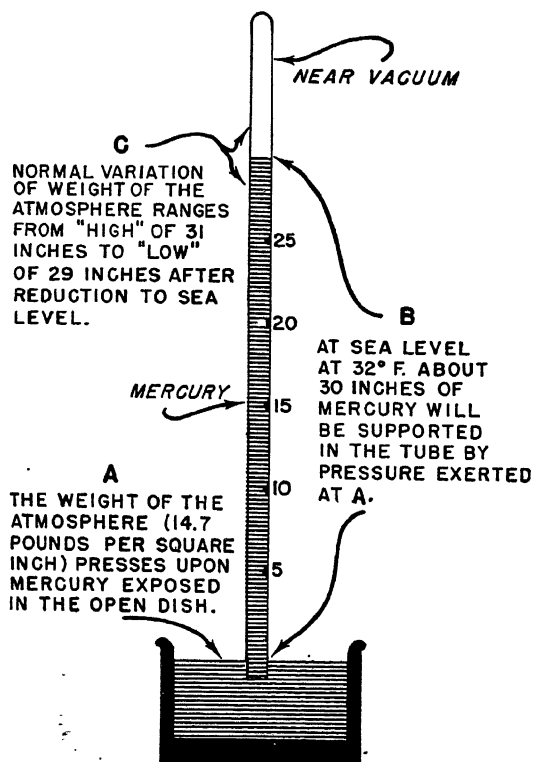 NEAR VACUUM
C
NORMAL VARIATION
OF WEIGHT OF THE
ATMOSPHERE RANGES
FROM "HIGH" OF 31
INCHES TO "LOW"
OF 29 INCHES AFTER
REDUCTION TO SEA
LEVEL.
25
20
B
AT SEA LEVEL
AT 32° F. ABOUT
30 INCHES OF
MERCURY WILL
BE SUPPORTED
IN THE TUBE BY
PRESSURE EXERTED
AT A.
MERCURY
15
A
THE WEIGHT OF THE
ATMOSPHERE (14.7
POUNDS PER SQUARE
INCH) PRESSES UPON
MERCURY EXPOSED
IN THE OPEN DISH.
10
5